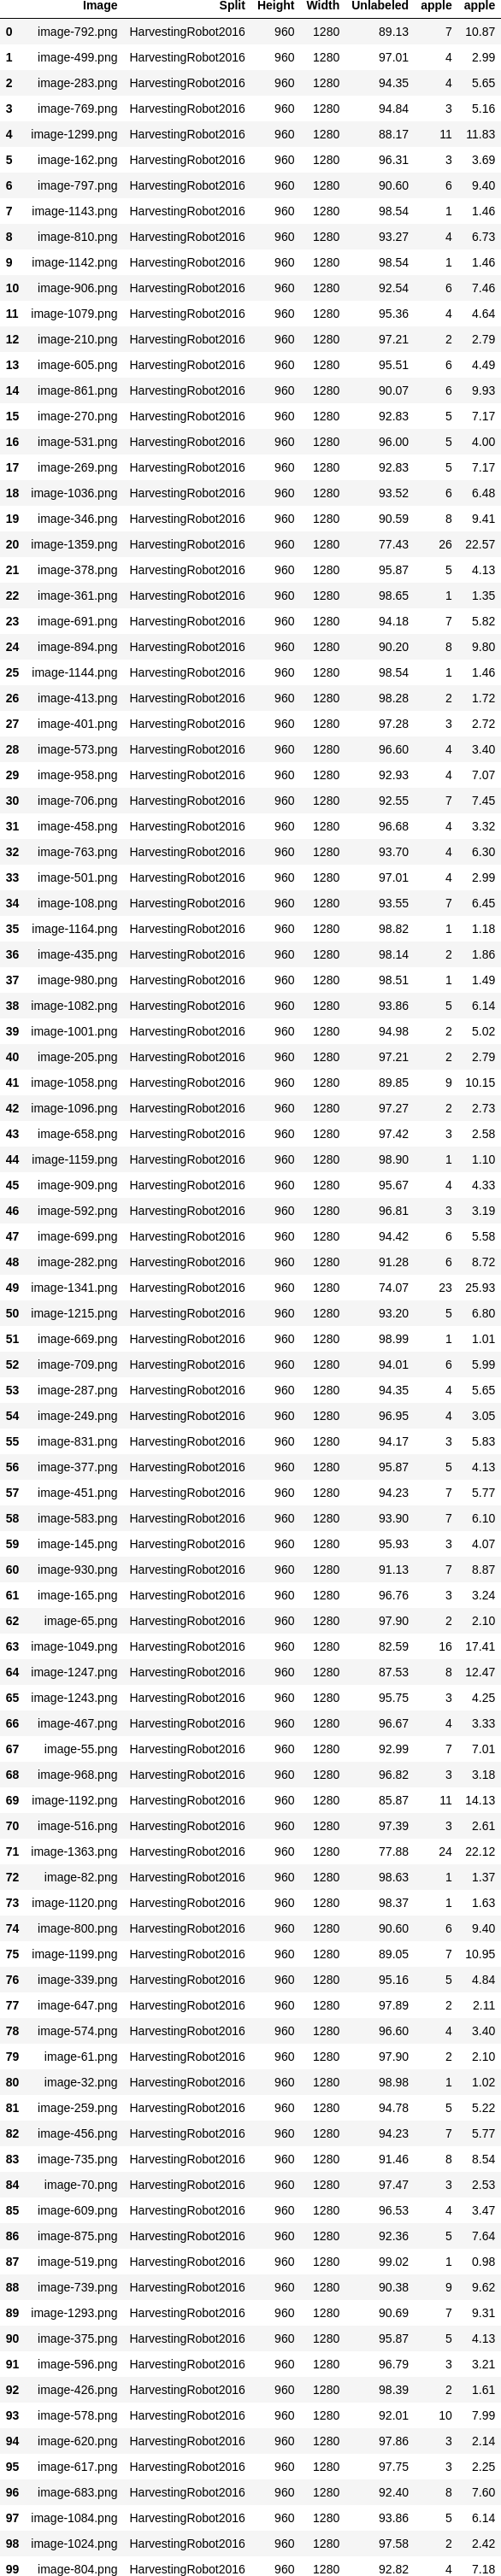 Image Split Height Width Unlabeled apple apple
0 image-792.png HarvestingRobot2016 960 1280 89.13 7 10.87
1 image-499.png HarvestingRobot2016 960 1280 97.01 4 2.99
2 image-283.png HarvestingRobot2016 960 1280 94.35 4 5.65
3 image-769.png HarvestingRobot2016 960 1280 94.84 3 5.16
4 image-1299.png HarvestingRobot2016 960 1280 88.17 11 11.83
5 image-162.png HarvestingRobot2016 960 1280 96.31 3 3.69
6 image-797.png HarvestingRobot2016 960 1280 90.60 6 9.40
7 image-1143.png HarvestingRobot2016 960 1280 98.54 1 1.46
8 image-810.png HarvestingRobot2016 960 1280 93.27 4 6.73
9 image-1142.png HarvestingRobot2016 960 1280 98.54 1 1.46
10 image-906.png HarvestingRobot2016 960 1280 92.54 6 7.46
11 image-1079.png HarvestingRobot2016 960 1280 95.36 4 4.64
12 image-210.png HarvestingRobot2016 960 1280 97.21 2 2.79
13 image-605.png HarvestingRobot2016 960 1280 95.51 6 4.49
14 image-861.png HarvestingRobot2016 960 1280 90.07 6 9.93
15 image-270.png HarvestingRobot2016 960 1280 92.83 5 7.17
16 image-531.png HarvestingRobot2016 960 1280 96.00 5 4.00
17 image-269.png HarvestingRobot2016 960 1280 92.83 5 7.17
18 image-1036.png HarvestingRobot2016 960 1280 93.52 6 6.48
19 image-346.png HarvestingRobot2016 960 1280 90.59 8 9.41
20 image-1359.png HarvestingRobot2016 960 1280 77.43 26 22.57
21 image-378.png HarvestingRobot2016 960 1280 95.87 5 4.13
22 image-361.png HarvestingRobot2016 960 1280 98.65 1 1.35
23 image-691.png HarvestingRobot2016 960 1280 94.18 7 5.82
24 image-894.png HarvestingRobot2016 960 1280 90.20 8 9.80
25 image-1144.png HarvestingRobot2016 960 1280 98.54 1 1.46
26 image-413.png HarvestingRobot2016 960 1280 98.28 2 1.72
27 image-401.png HarvestingRobot2016 960 1280 97.28 3 2.72
28 image-573.png HarvestingRobot2016 960 1280 96.60 4 3.40
29 image-958.png HarvestingRobot2016 960 1280 92.93 4 7.07
30 image-706.png HarvestingRobot2016 960 1280 92.55 7 7.45
31 image-458.png HarvestingRobot2016 960 1280 96.68 4 3.32
32 image-763.png HarvestingRobot2016 960 1280 93.70 4 6.30
33 image-501.png HarvestingRobot2016 960 1280 97.01 4 2.99
34 image-108.png HarvestingRobot2016 960 1280 93.55 7 6.45
35 image-1164.png HarvestingRobot2016 960 1280 98.82 1 1.18
36 image-435.png HarvestingRobot2016 960 1280 98.14 2 1.86
37 image-980.png HarvestingRobot2016 960 1280 98.51 1 1.49
38 image-1082.png HarvestingRobot2016 960 1280 93.86 5 6.14
39 image-1001.png HarvestingRobot2016 960 1280 94.98 2 5.02
40 image-205.png HarvestingRobot2016 960 1280 97.21 2 2.79
41 image-1058.png HarvestingRobot2016 960 1280 89.85 9 10.15
42 image-1096.png HarvestingRobot2016 960 1280 97.27 2 2.73
43 image-658.png HarvestingRobot2016 960 1280 97.42 3 2.58
44 image-1159.png HarvestingRobot2016 960 1280 98.90 1 1.10
45 image-909.png HarvestingRobot2016 960 1280 95.67 4 4.33
46 image-592.png HarvestingRobot2016 960 1280 96.81 3 3.19
47 image-699.png HarvestingRobot2016 960 1280 94.42 6 5.58
48 image-282.png HarvestingRobot2016 960 1280 91.28 6 8.72
49 image-1341.png HarvestingRobot2016 960 1280 74.07 23 25.93
50 image-1215.png HarvestingRobot2016 960 1280 93.20 5 6.80
51 image-669.png HarvestingRobot2016 960 1280 98.99 1 1.01
52 image-709.png HarvestingRobot2016 960 1280 94.01 6 5.99
53 image-287.png HarvestingRobot2016 960 1280 94.35 4 5.65
54 image-249.png HarvestingRobot2016 960 1280 96.95 4 3.05
55 image-831.png HarvestingRobot2016 960 1280 94.17 3 5.83
56 image-377.png HarvestingRobot2016 960 1280 95.87 5 4.13
57 image-451.png HarvestingRobot2016 960 1280 94.23 7 5.77
58 image-583.png HarvestingRobot2016 960 1280 93.90 7 6.10
59 image-145.png HarvestingRobot2016 960 1280 95.93 3 4.07
60 image-930.png HarvestingRobot2016 960 1280 91.13 7 8.87
61 image-165.png HarvestingRobot2016 960 1280 96.76 3 3.24
62 image-65.png HarvestingRobot2016 960 1280 97.90 2 2.10
63 image-1049.png HarvestingRobot2016 960 1280 82.59 16 17.41
64 image-1247.png HarvestingRobot2016 960 1280 87.53 8 12.47
65 image-1243.png HarvestingRobot2016 960 1280 95.75 3 4.25
66 image-467.png HarvestingRobot2016 960 1280 96.67 4 3.33
67 image-55.png HarvestingRobot2016 960 1280 92.99 7 7.01
68 image-968.png HarvestingRobot2016 960 1280 96.82 3 3.18
69 image-1192.png HarvestingRobot2016 960 1280 85.87 11 14.13
70 image-516.png HarvestingRobot2016 960 1280 97.39 3 2.61
71 image-1363.png HarvestingRobot2016 960 1280 77.88 24 22.12
72 image-82.png HarvestingRobot2016 960 1280 98.63 1 1.37
73 image-1120.png HarvestingRobot2016 960 1280 98.37 1 1.63
74 image-800.png HarvestingRobot2016 960 1280 90.60 6 9.40
75 image-1199.png HarvestingRobot2016 960 1280 89.05 7 10.95
76 image-339.png HarvestingRobot2016 960 1280 95.16 5 4.84
77 image-647.png HarvestingRobot2016 960 1280 97.89 2 2.11
78 image-574.png HarvestingRobot2016 960 1280 96.60 4 3.40
79 image-61.png HarvestingRobot2016 960 1280 97.90 2 2.10
80 image-32.png HarvestingRobot2016 960 1280 98.98 1 1.02
81 image-259.png HarvestingRobot2016 960 1280 94.78 5 5.22
82 image-456.png HarvestingRobot2016 960 1280 94.23 7 5.77
83 image-735.png HarvestingRobot2016 960 1280 91.46 8 8.54
84 image-70.png HarvestingRobot2016 960 1280 97.47 3 2.53
85 image-609.png HarvestingRobot2016 960 1280 96.53 4 3.47
86 image-875.png HarvestingRobot2016 960 1280 92.36 5 7.64
87 image-519.png HarvestingRobot2016 960 1280 99.02 1 0.98
88 image-739.png HarvestingRobot2016 960 1280 90.38 9 9.62
89 image-1293.png HarvestingRobot2016 960 1280 90.69 7 9.31
90 image-375.png HarvestingRobot2016 960 1280 95.87 5 4.13
91 image-596.png HarvestingRobot2016 960 1280 96.79 3 3.21
92 image-426.png HarvestingRobot2016 960 1280 98.39 2 1.61
93 image-578.png HarvestingRobot2016 960 1280 92.01 10 7.99
94 image-620.png HarvestingRobot2016 960 1280 97.86 3 2.14
95 image-617.png HarvestingRobot2016 960 1280 97.75 3 2.25
96 image-683.png HarvestingRobot2016 960 1280 92.40 8 7.60
97 image-1084.png HarvestingRobot2016 960 1280 93.86 5 6.14
98 image-1024.png HarvestingRobot2016 960 1280 97.58 2 2.42
99 image-804.png HarvestingRobot2016 960 1280 92.82 4 7.18